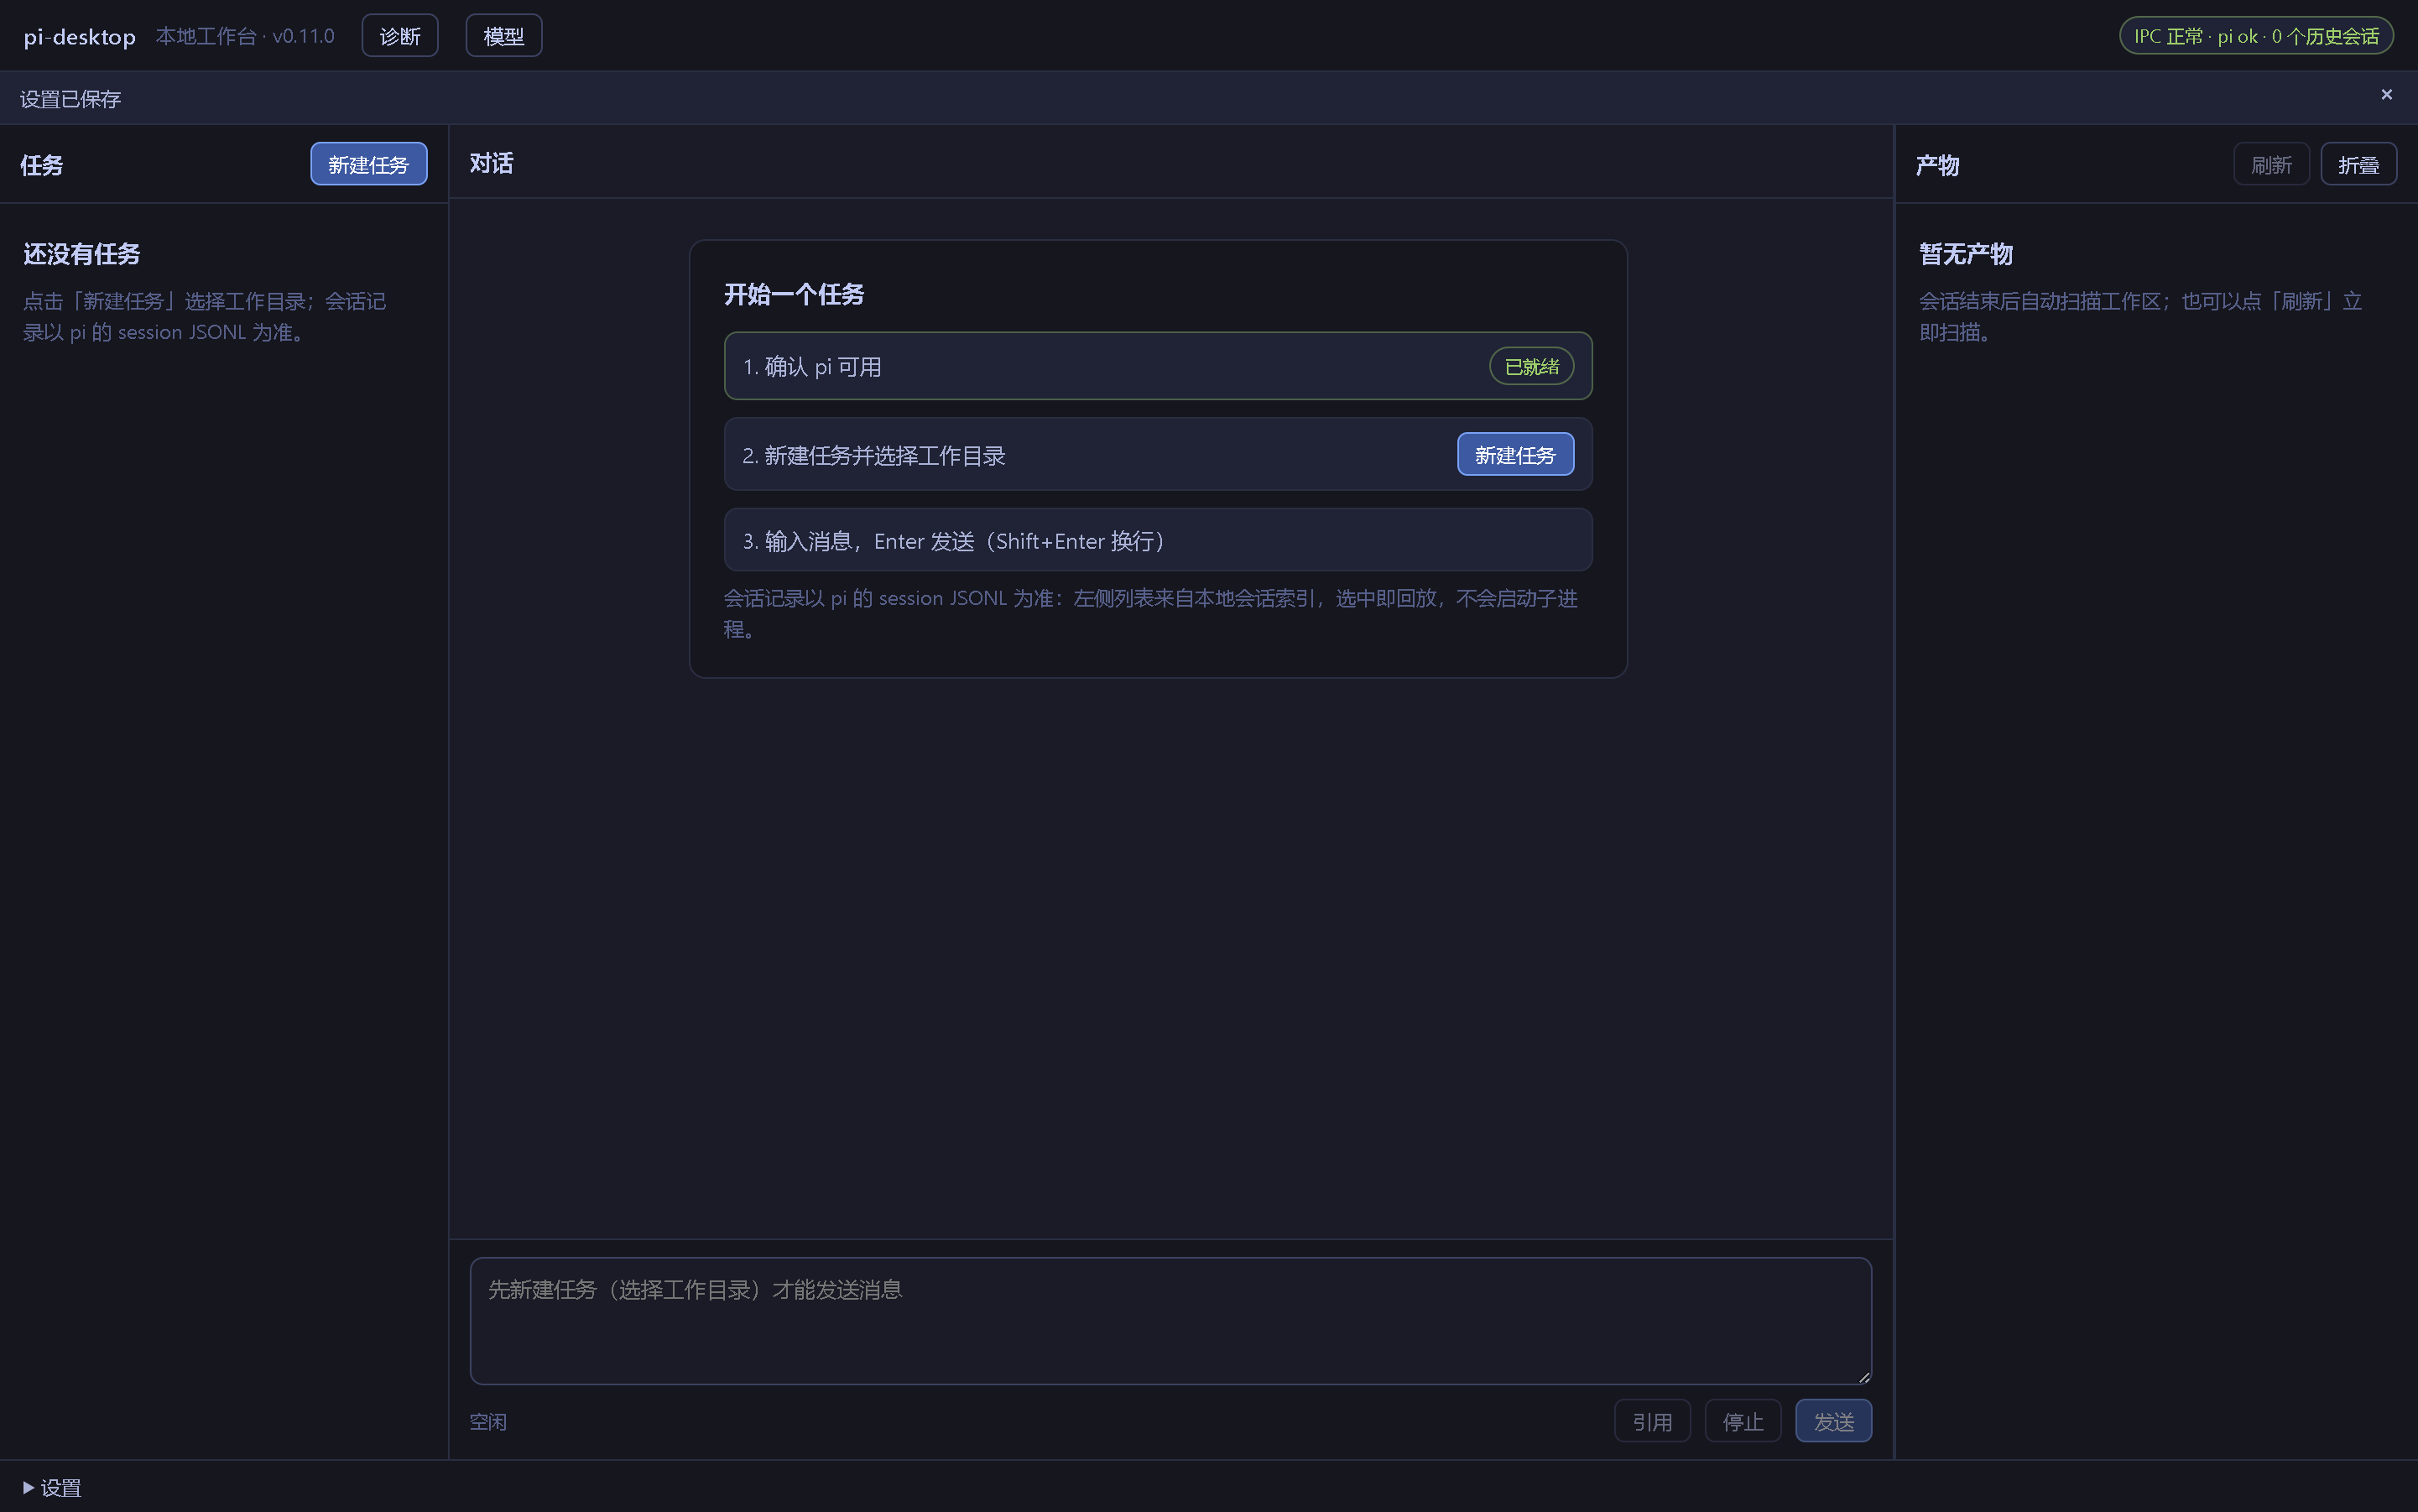 pi-desktop 本地工作台 · v0.11.0 诊断 模型 IPC 正常 · pi ok · 0 个历史会话
设置已保存 ×
任务 新建任务
还没有任务
点击「新建任务」选择工作目录；会话记
录以 pi 的 session JSONL 为准。
对话
开始一个任务
1. 确认 pi 可用 已就绪
2. 新建任务并选择工作目录 新建任务
3. 输入消息，Enter 发送（Shift+Enter 换行）
会话记录以 pi 的 session JSONL 为准：左侧列表来自本地会话索引，选中即回放，不会启动子进
程。
先新建任务（选择工作目录）才能发送消息
空闲 引用 停止 发送
产物 刷新 折叠
暂无产物
会话结束后自动扫描工作区；也可以点「刷新」立
即扫描。
▶ 设置